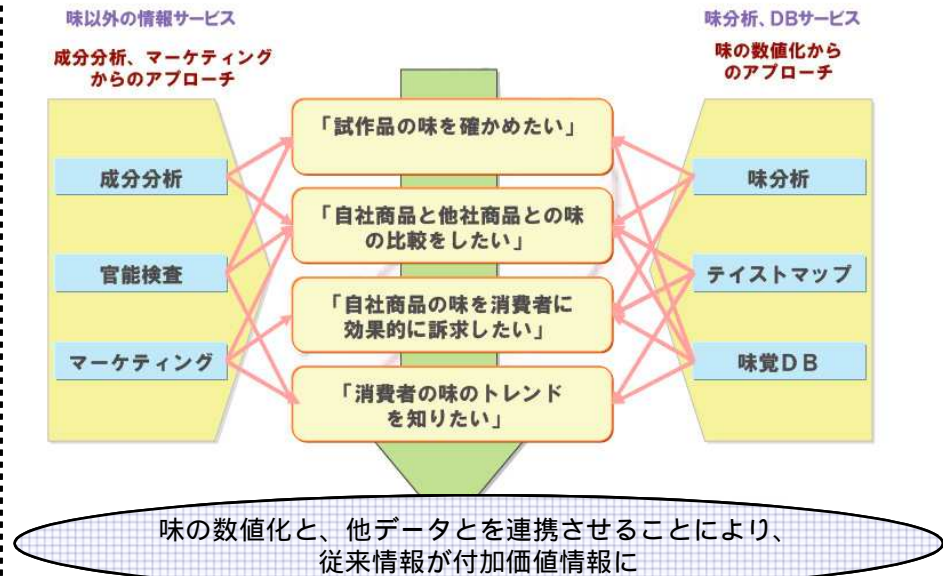 味以外の情報サービス
成分分析、マーケティング
からのアプローチ
成分分析
官能検査
マーケティング
「試作品の味を確かめたい」
「自社商品と他社商品との味
の比較をしたい」
「自社商品の味を消費者に
効果的に訴求したい」
「消費者の味のトレンド
を知りたい」
味分析、DBサービス
味の数値化から
のアプローチ
味分析
テイストマップ
味覚DB
味の数値化と、他データとを連携させることにより、
従来情報が付加価値情報に